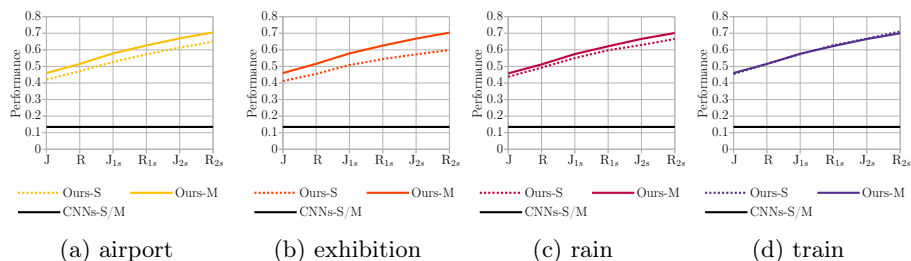 Performance
0.8
0.7
0.6
0.5
0.4
0.3
0.2
0.1
0
J R J1s R1s J2s R2s
Ours-S Ours-M
CNNs-S/M
(a) airport
Performance
0.8
0.7
0.6
0.5
0.4
0.3
0.2
0.1
0
J R J1s R1s J2s R2s
Ours-S Ours-M
CNNs-S/M
(b) exhibition
Performance
0.8
0.7
0.6
0.5
0.4
0.3
0.2
0.1
0
J R J1s R1s J2s R2s
Ours-S Ours-M
CNNs-S/M
(c) rain
Performance
0.8
0.7
0.6
0.5
0.4
0.3
0.2
0.1
0
J R J1s R1s J2s R2s
Ours-S Ours-M
CNNs-S/M
(d) train